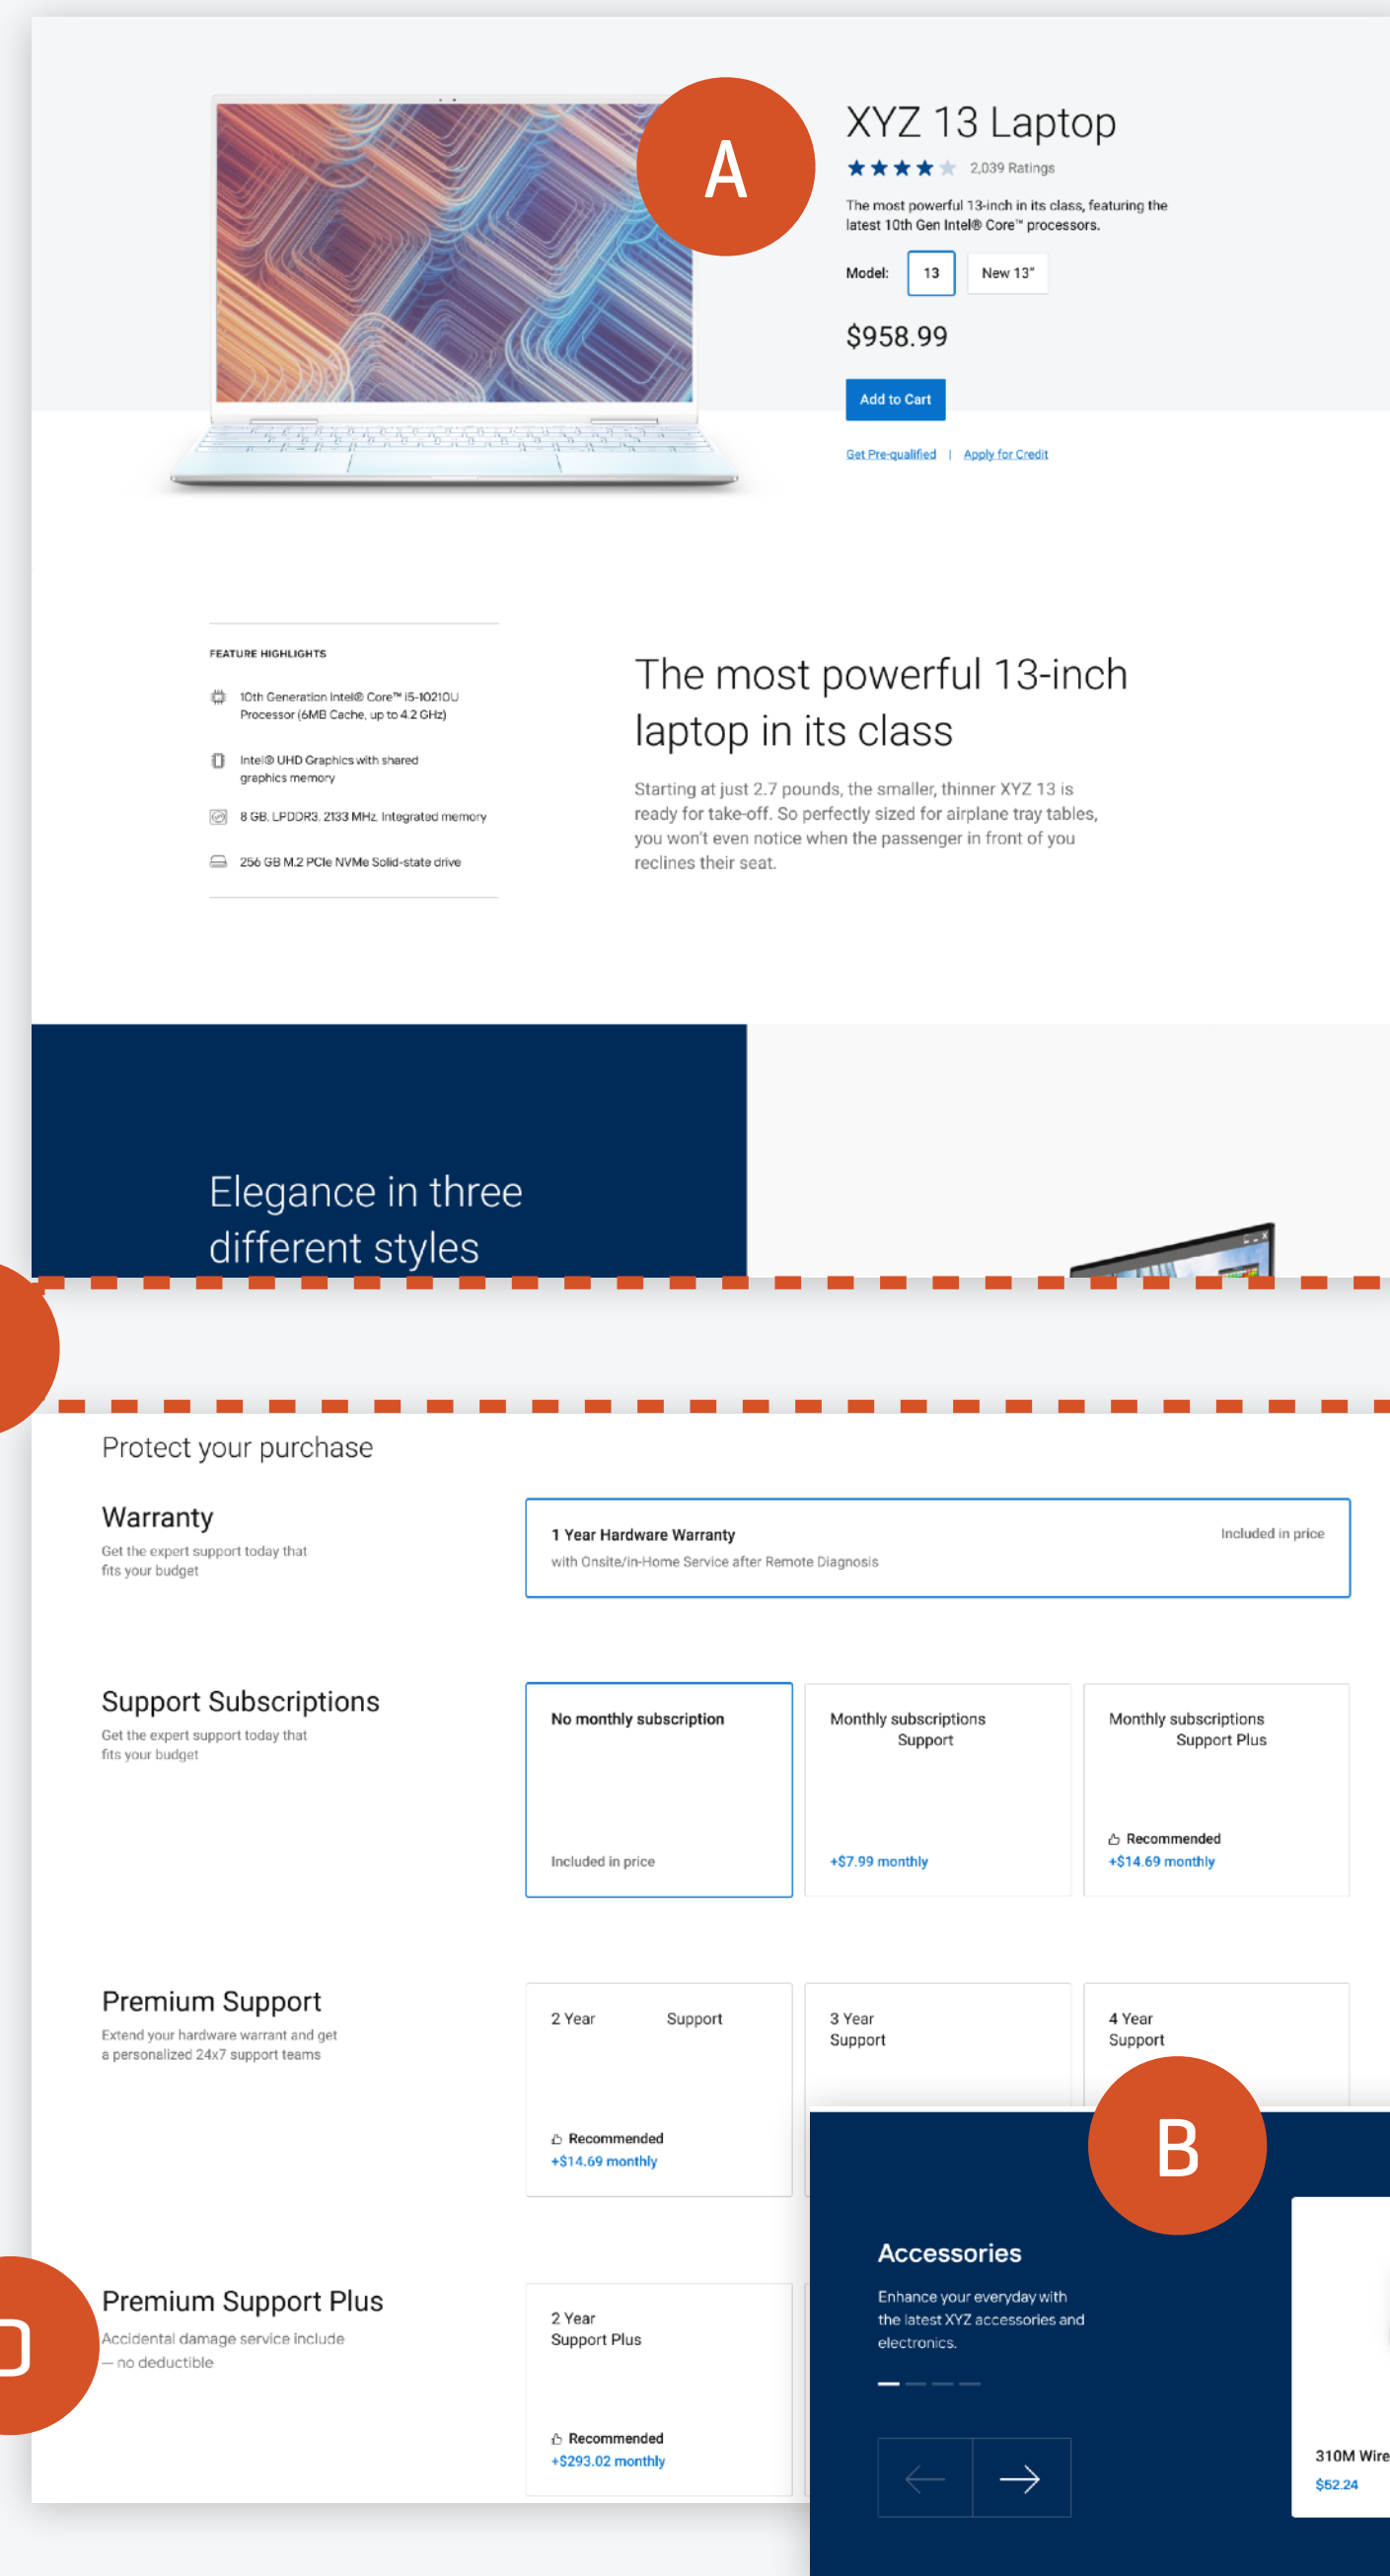 A
XYZ 13 Laptop
2,039 Ratings
The most powerful 13-inch in its class, featuring the
latest 10th Gen Intel® Core™ processors.
Model: 13 New 13"
$958.99
Add to Cart
Get Pre-qualified | Apply for Credit
FEATURE HIGHLIGHTS
10th Generation Intel® Core™ i5-10210U
Processor (6MB Cache, up to 4.2 GHz)
Intel® UHD Graphics with shared
graphics memory
8 GB, LPDDR3, 2133 MHz, Integrated memory
256 GB M.2 PCIe NVMe Solid-state drive
The most powerful 13-inch
laptop in its class
Starting at just 2.7 pounds, the smaller, thinner XYZ 13 is
ready for take-off. So perfectly sized for airplane tray tables,
you won't even notice when the passenger in front of you
reclines their seat.
Elegance in three
different styles
Protect your purchase
Warranty
Get the expert support today that
fits your budget
1 Year Hardware Warranty
with Onsite/in-Home Service after Remote Diagnosis
Included in price
Support Subscriptions
Get the expert support today that
fits your budget
No monthly subscription
Included in price
Monthly subscriptions
Support
+$7.99 monthly
Monthly subscriptions
Support Plus
Recommended
+$14.69 monthly
Premium Support
Extend your hardware warrant and get
a personalized 24x7 support teams
2 Year Support
Recommended
+$14.69 monthly
3 Year
Support
4 Year
Support
Premium Support Plus
Accidental damage service include
— no deductible
2 Year
Support Plus
Recommended
+$293.02 monthly
B
Accessories
Enhance your everyday with
the latest XYZ accessories and
electronics.
310M Wire
$52.24